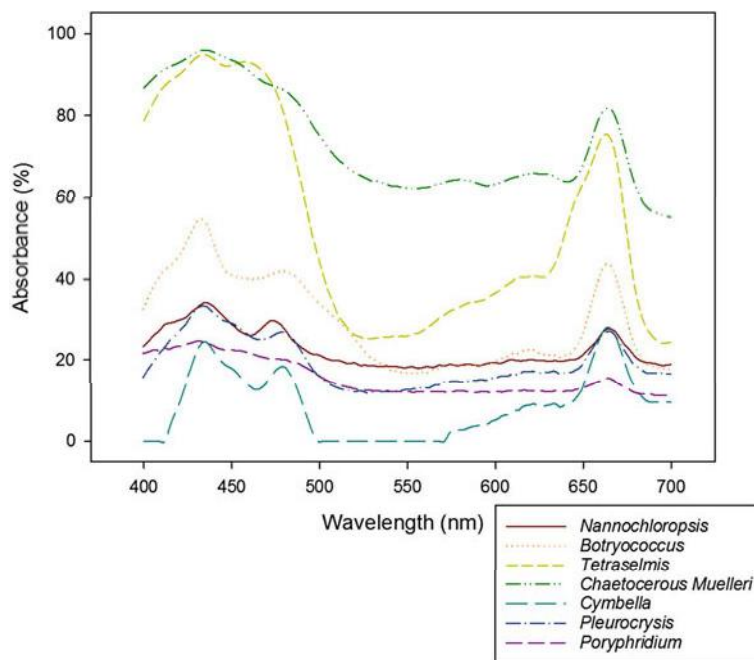 100
80
60
40
20
0
Absorbance (%)
400
450
500
550
600
650
700
Wavelength (nm)
Nannochloropsis
Botryococcus
Tetraselmis
Chaetocerous Muelleri
Cymbella
Pleurocrysis
Poryphridium